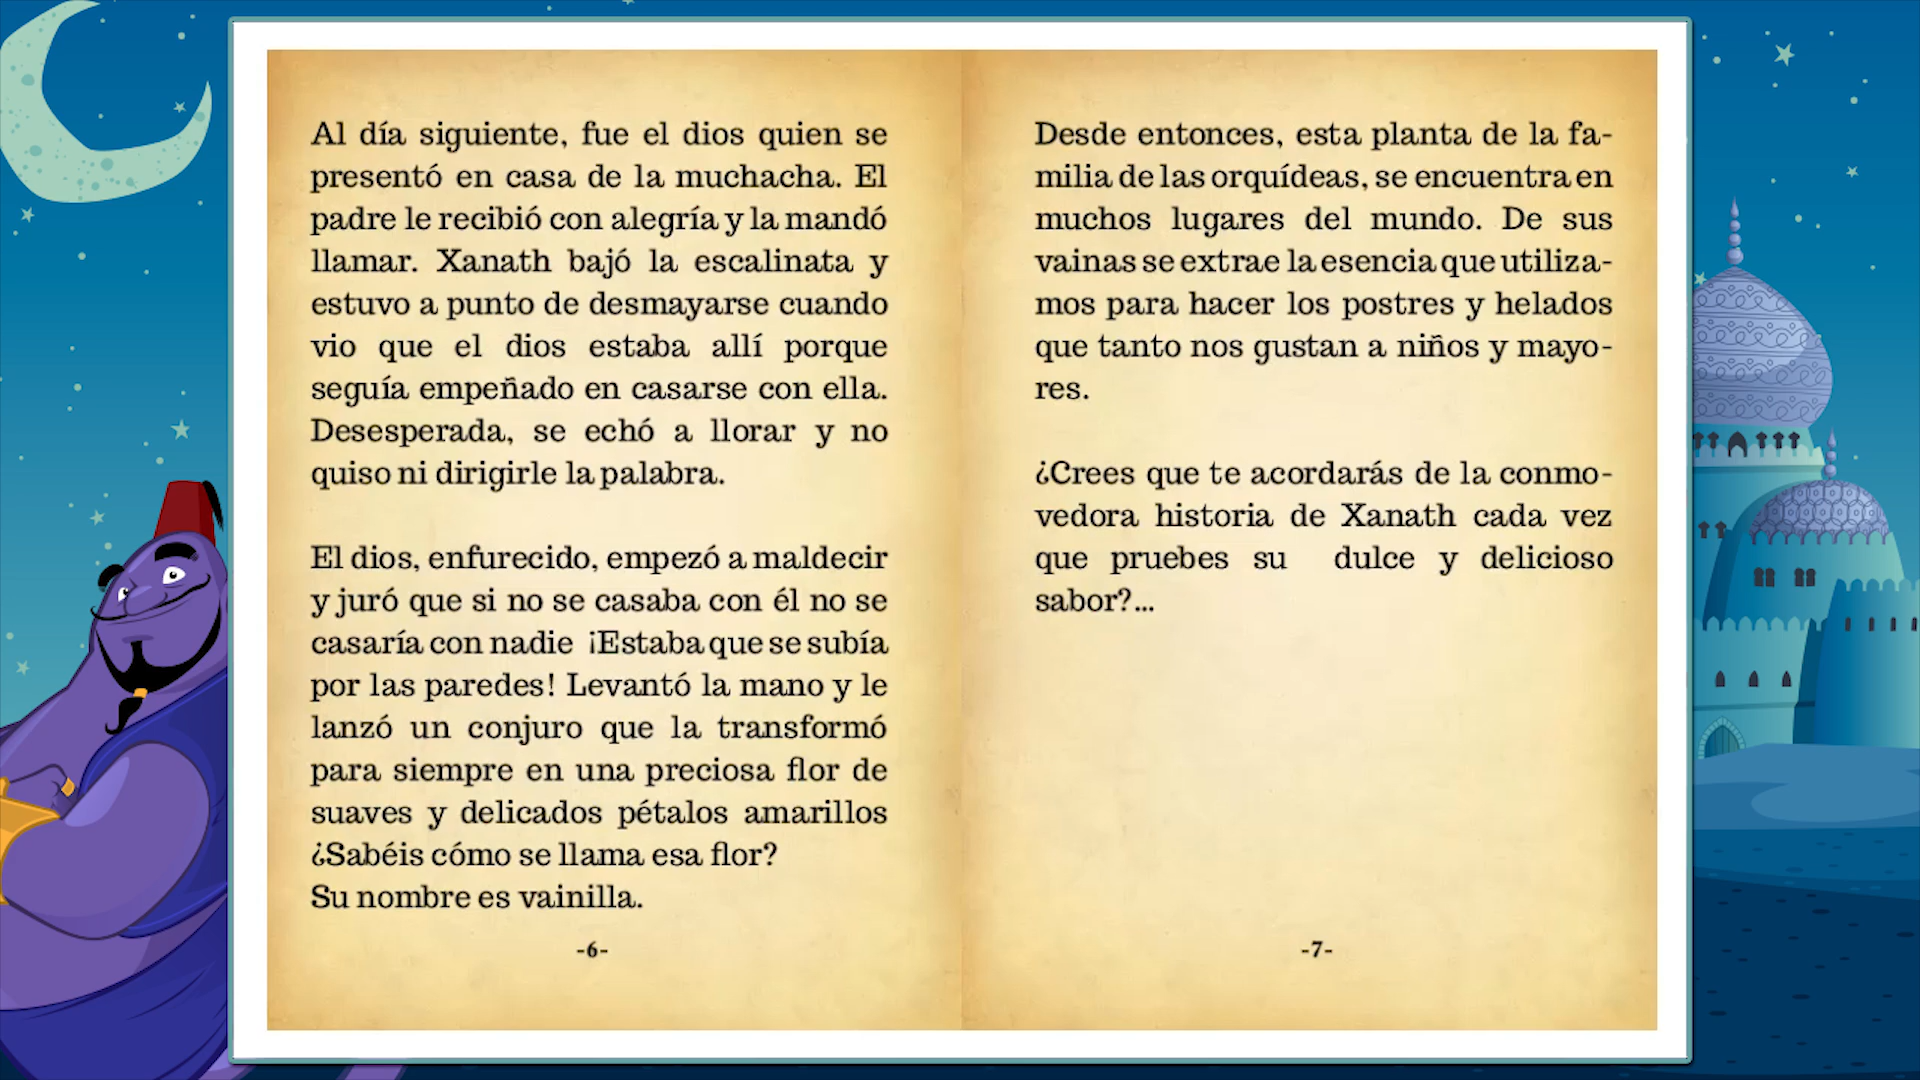 Al día siguiente, fue el dios quien se
presentó en casa de la muchacha. El
padre le recibió con alegría y la mandó
llamar. Xanath bajó la escalinata y
estuvo a punto de desmayarse cuando
vio que el dios estaba allí porque
seguía empeñado en casarse con ella.
Desesperada, se echó a llorar y no
quiso ni dirigirle la palabra.
El dios, enfurecido, empezó a maldecir
y juró que si no se casaba con él no se
casaría con nadie ¡Estaba que se subía
por las paredes! Levantó la mano y le
lanzó un conjuro que la transformó
para siempre en una preciosa flor de
suaves y delicados pétalos amarillos
¿Sabéis cómo se llama esa flor?
Su nombre es vainilla.
-6-
Desde entonces, esta planta de la fa-
milia de las orquídeas, se encuentra en
muchos lugares del mundo. De sus
vainas se extrae la esencia que utiliza-
mos para hacer los postres y helados
que tanto nos gustan a niños y mayo-
res.
¿Crees que te acordarás de la conmo-
vedora historia de Xanath cada vez
que pruebes su dulce y delicioso
sabor?...
-7-